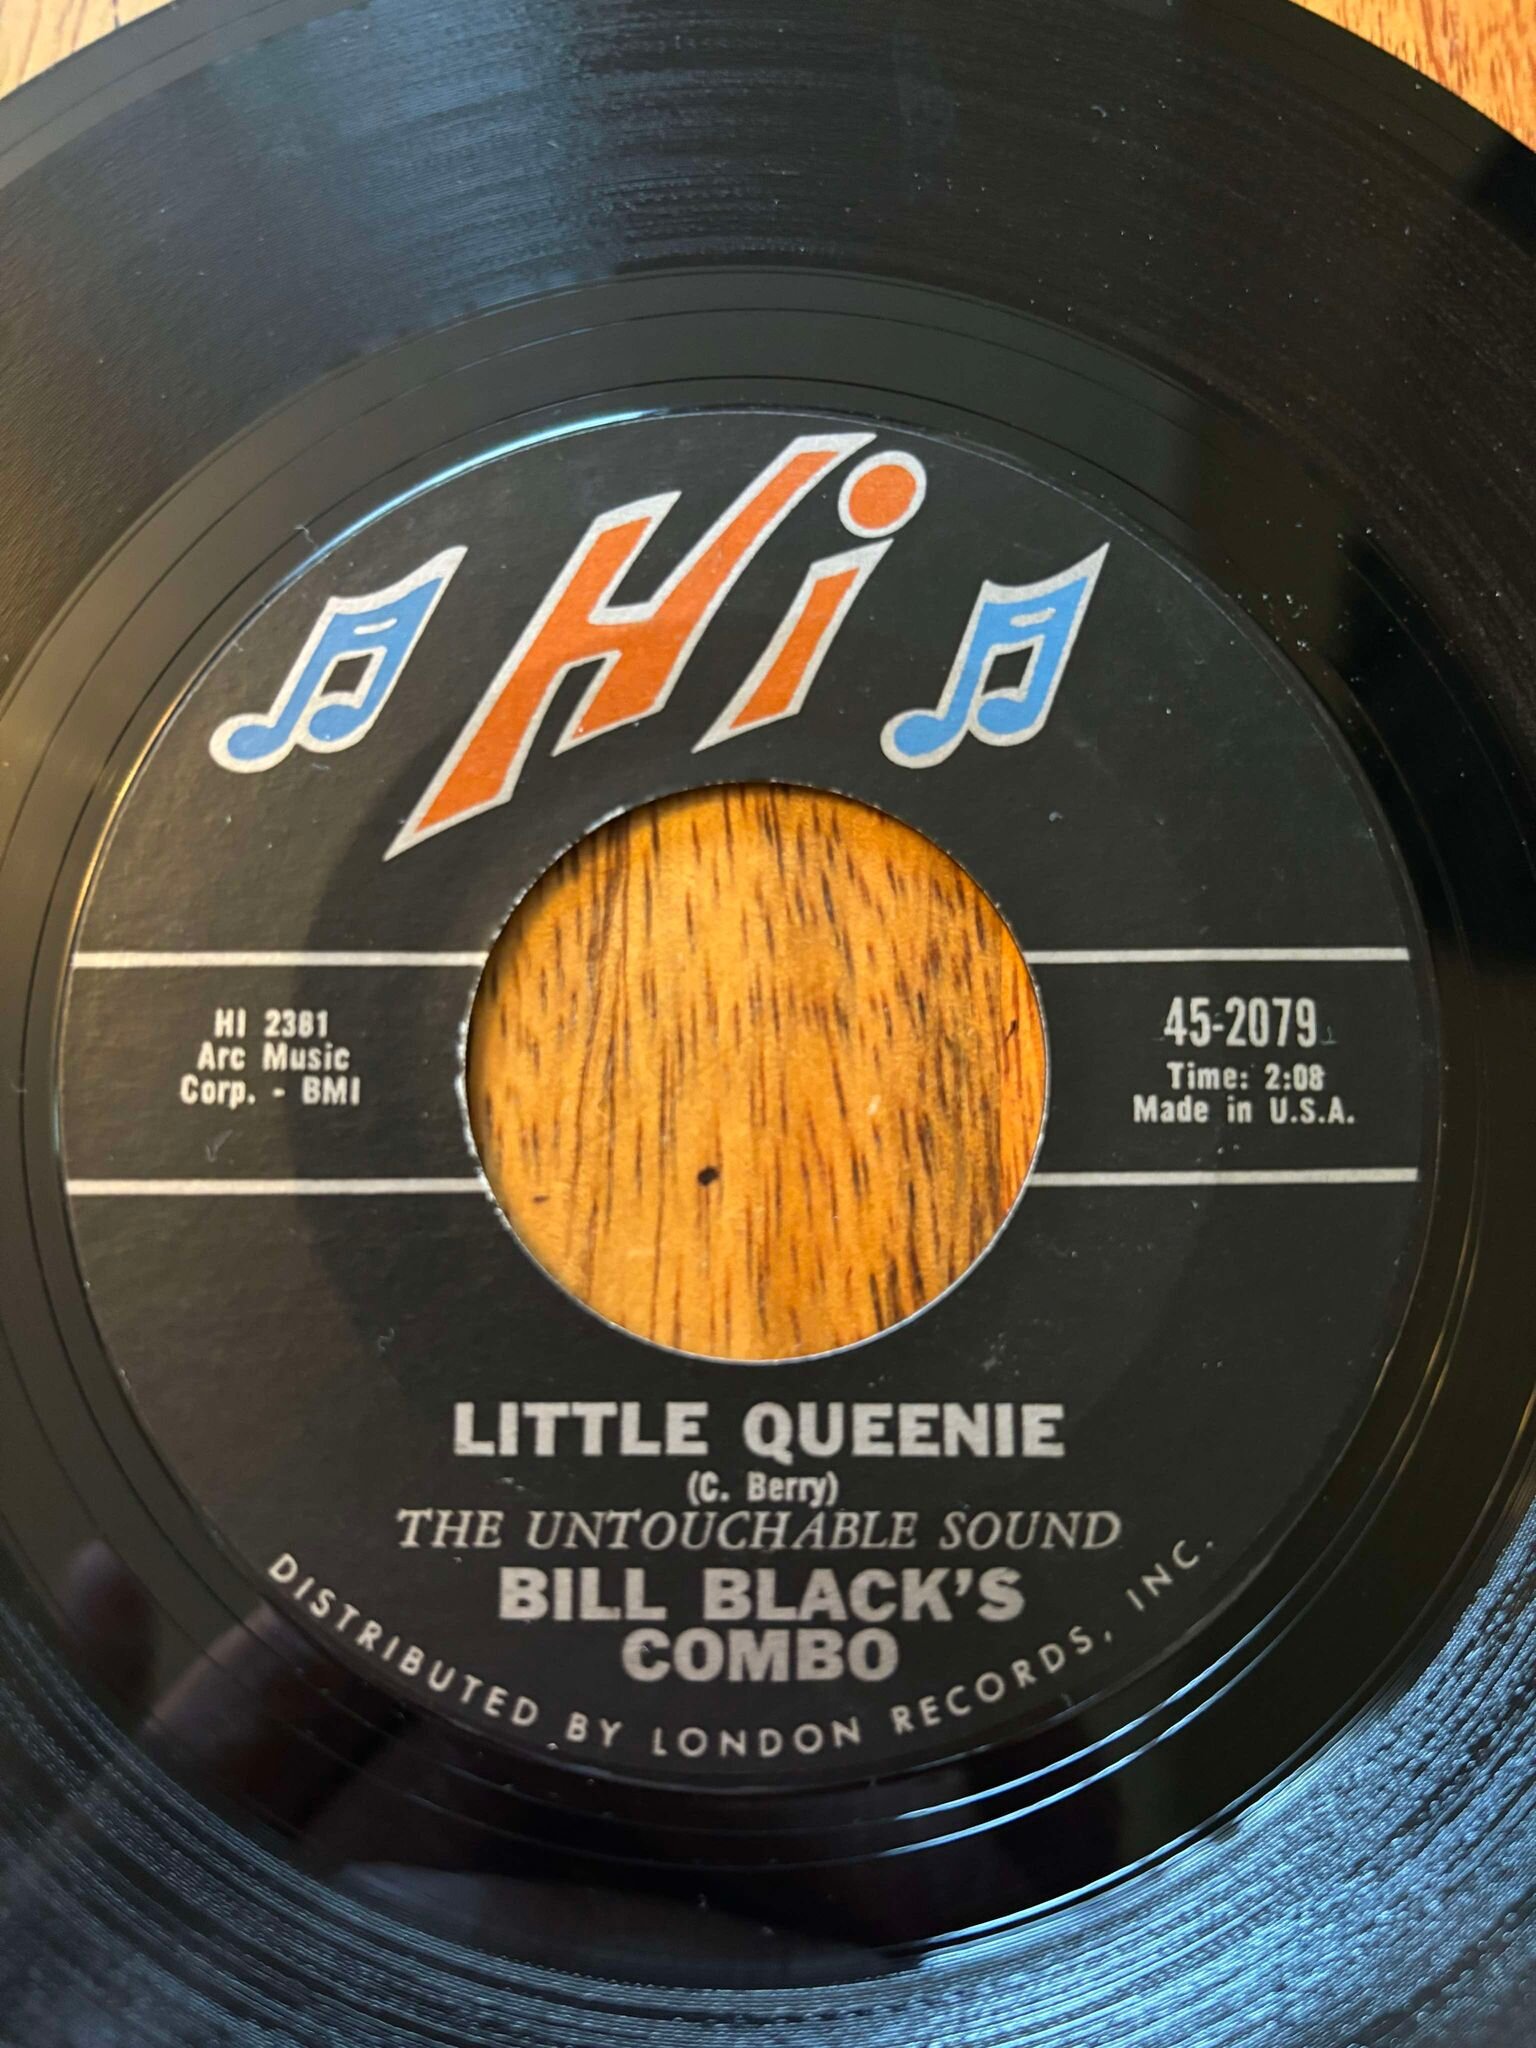 Hi
HI 2381
Arc Music
Corp. - BMI
45-2079
Time: 2:08
Made in U.S.A.
LITTLE QUEENIE
(C. Berry)
THE UNTOUCHABLE SOUND
BILL BLACK'S
COMBO
DISTRIBUTED BY LONDON RECORDS, INC.